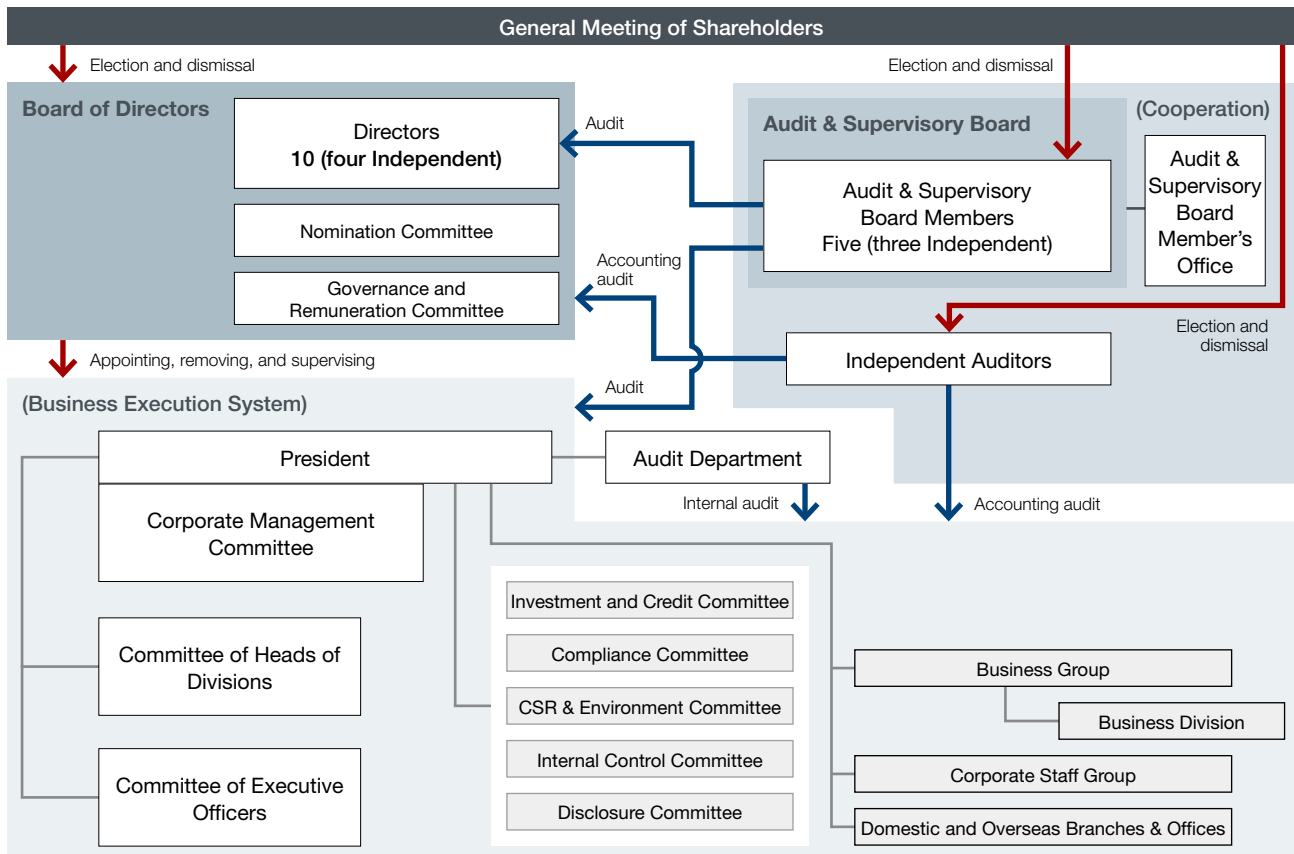 General Meeting of Shareholders
Election and dismissal
Election and dismissal
Board of Directors
Directors
10 (four Independent)
Nomination Committee
Governance and
Remuneration Committee
Audit
Accounting
audit
Audit & Supervisory Board
Audit & Supervisory
Board Members
Five (three Independent)
(Cooperation)
Audit &
Supervisory
Board
Member's
Office
Election and
dismissal
Independent Auditors
Appointing, removing, and supervising
Audit
(Business Execution System)
President
Audit Department
Internal audit
Accounting audit
Corporate Management
Committee
Committee of Heads of
Divisions
Committee of Executive
Officers
Investment and Credit Committee
Compliance Committee
CSR & Environment Committee
Internal Control Committee
Disclosure Committee
Business Group
Business Division
Corporate Staff Group
Domestic and Overseas Branches & Offices